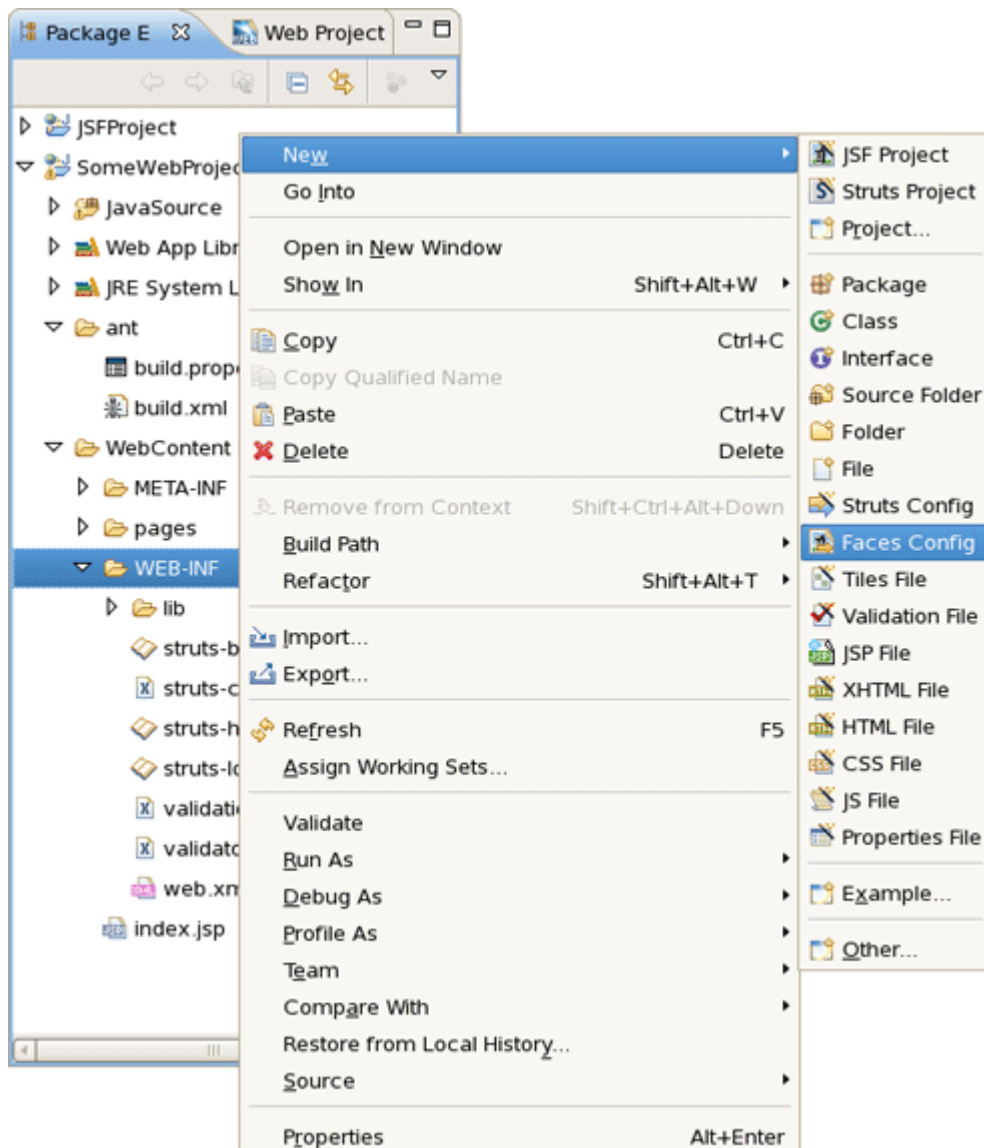 Package E
Web Project
JSFProject
SomeWebProjec
JavaSource
Web App Libr
JRE System L
ant
build.prope
build.xml
WebContent
META-INF
pages
WEB-INF
lib
struts-b
struts-c
struts-h
struts-lo
validatio
validato
web.xm
index.jsp
New
Go Into
Open in New Window
Show In Shift+Alt+W
Copy Ctrl+C
Copy Qualified Name
Paste Ctrl+V
Delete Delete
Remove from Context Shift+Ctrl+Alt+Down
Build Path
Refactor Shift+Alt+T
Import...
Export...
Refresh F5
Assign Working Sets...
Validate
Run As
Debug As
Profile As
Team
Compare With
Restore from Local History...
Source
Properties Alt+Enter
JSF Project
Struts Project
Project...
Package
Class
Interface
Source Folder
Folder
File
Struts Config
Faces Config
Tiles File
Validation File
JSP File
XHTML File
HTML File
CSS File
JS File
Properties File
Example...
Other...